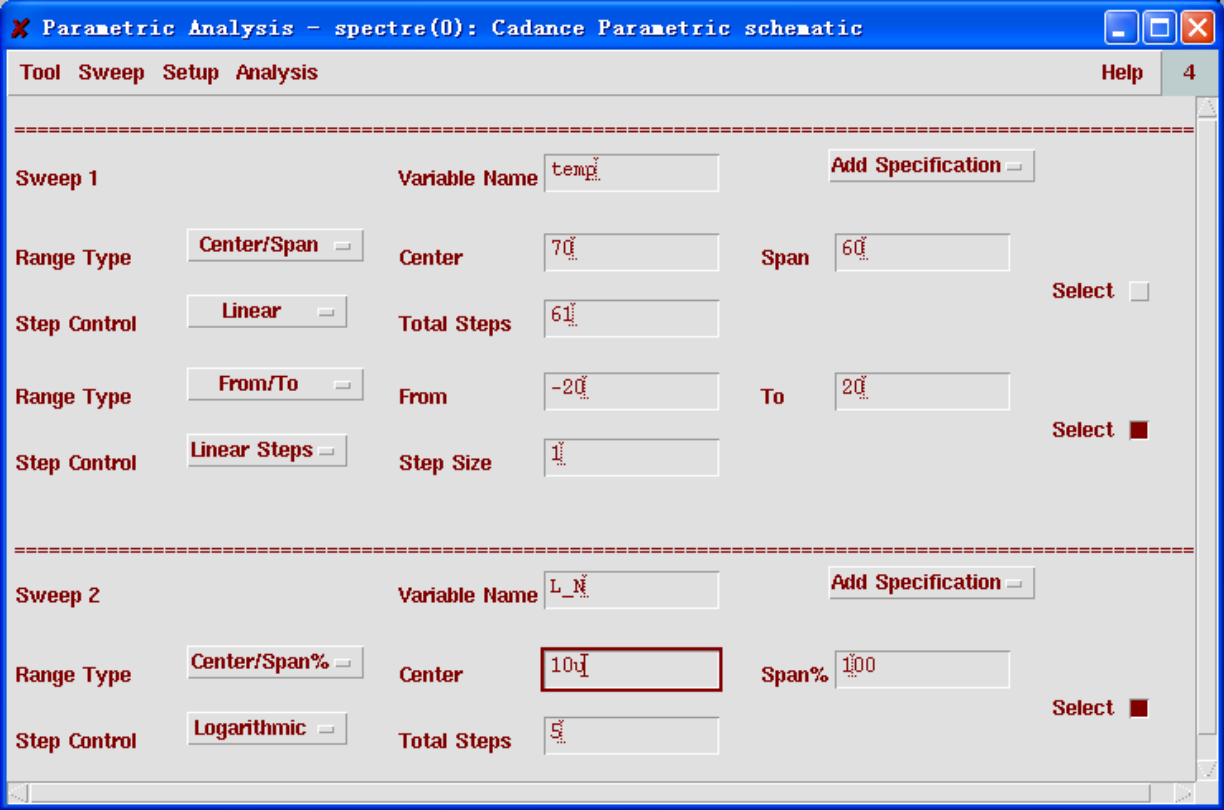 Parametric Analysis - spectre(0): Cadance Parametric schematic
Tool Sweep Setup Analysis Help 4
Sweep 1 Variable Name temp Add Specification
Range Type Center/Span Center 70 Span 60
Select
Step Control Linear Total Steps 61
Range Type From/To From -20 To 20
Select
Step Control Linear Steps Step Size 1
Sweep 2 Variable Name L_N Add Specification
Range Type Center/Span% Center 10u Span% 100
Select
Step Control Logarithmic Total Steps 5